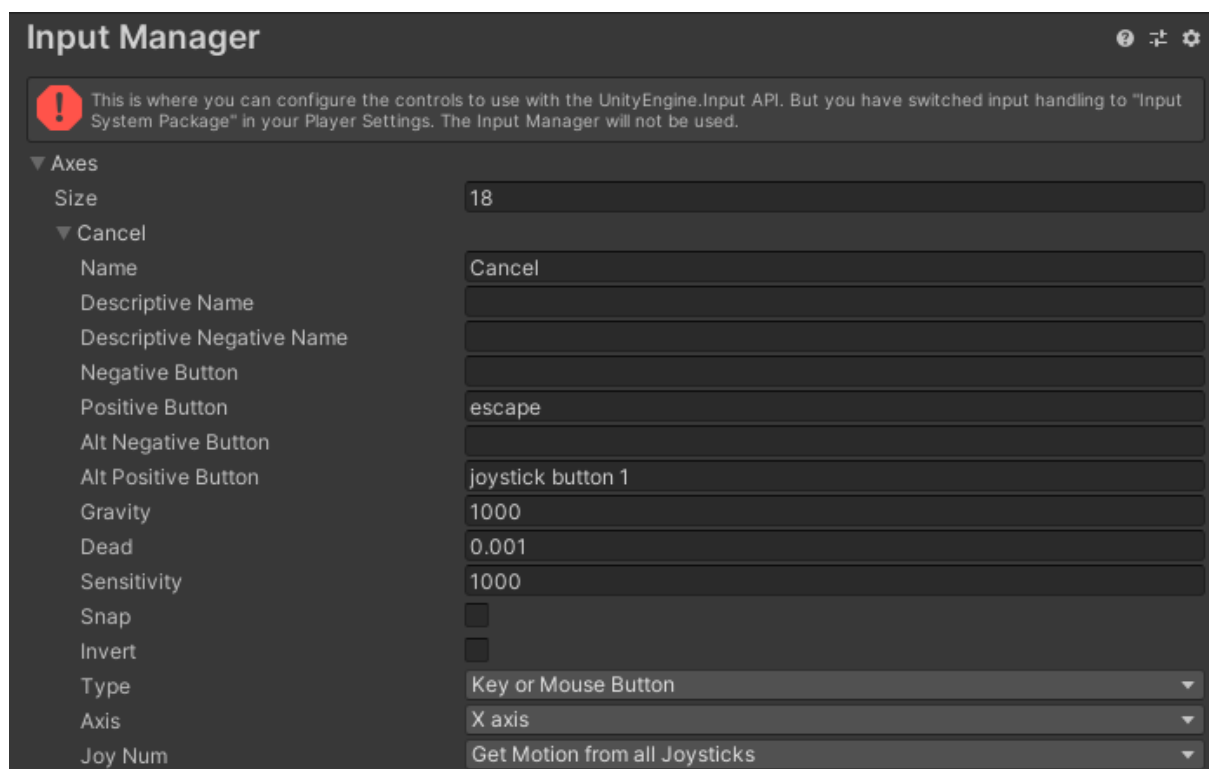 Input Manager
This is where you can configure the controls to use with the UnityEngine.Input API. But you have switched input handling to "Input
System Package" in your Player Settings. The Input Manager will not be used.
Axes
Size 18
Cancel
Name Cancel
Descriptive Name
Descriptive Negative Name
Negative Button
Positive Button escape
Alt Negative Button
Alt Positive Button joystick button 1
Gravity 1000
Dead 0.001
Sensitivity 1000
Snap
Invert
Type Key or Mouse Button
Axis X axis
Joy Num Get Motion from all Joysticks